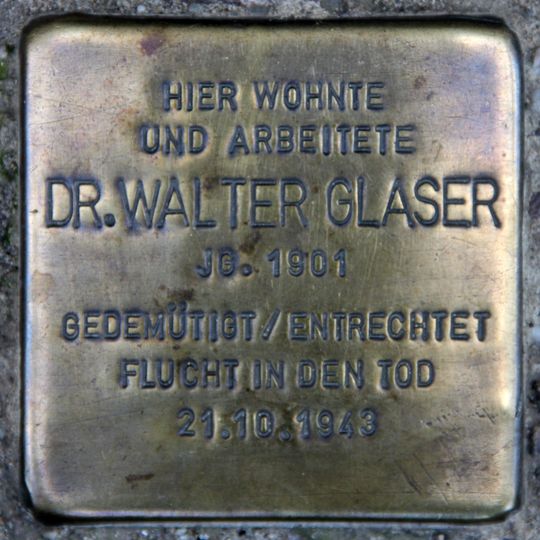 HIER WOHNTE
UND ARBEITETE
DR. WALTER GLASER
JG. 1901
GEDEMÜTIGT/ENTRECHTET
FLUCHT IN DEN TOD
21.10.1943